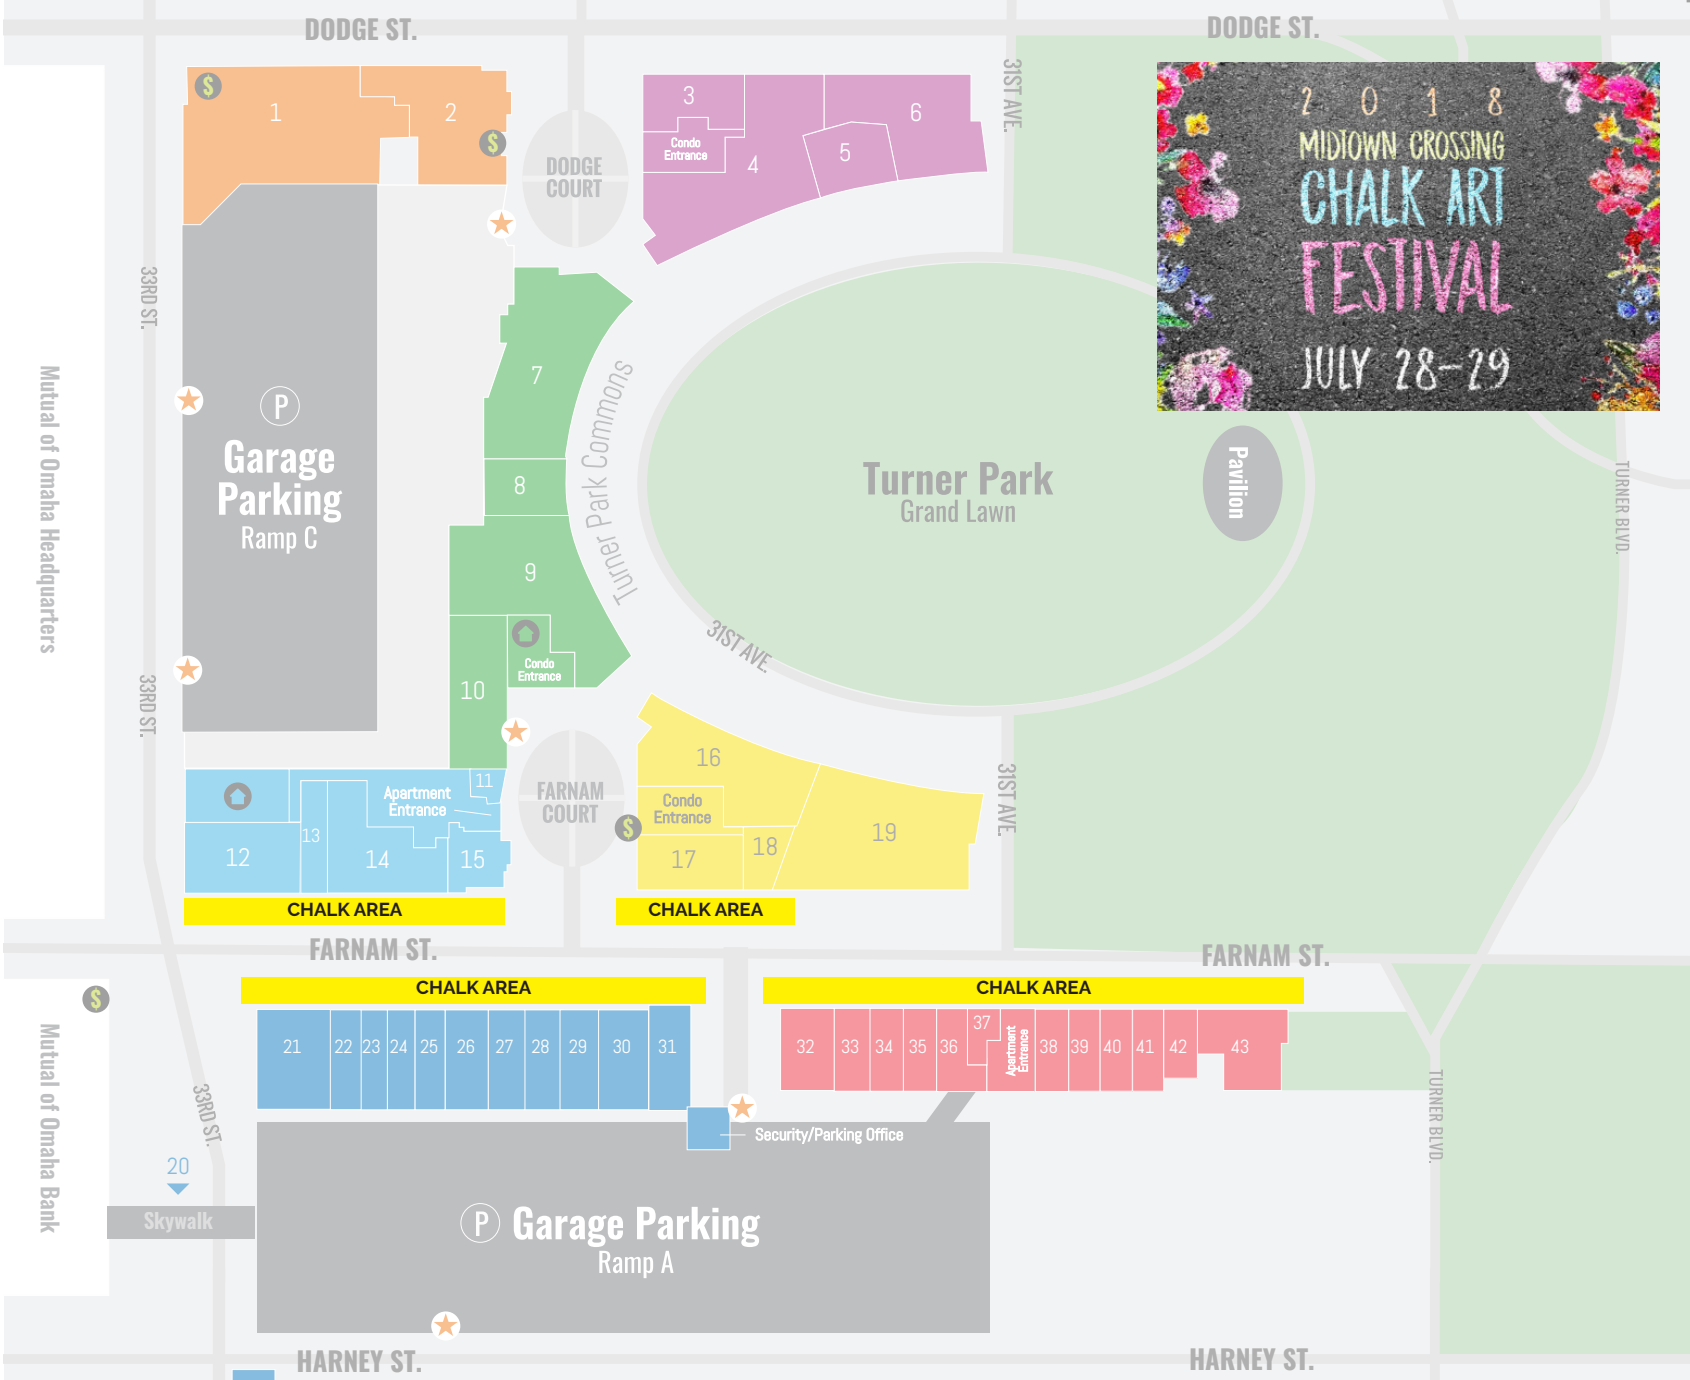 DODGE ST.
DODGE ST.
$
1
2
$
3
Condo
Entrance
4
5
6
31ST AVE.
DODGE
COURT
2018
MIDTOWN CROSSING
CHALK ART
FESTIVAL
JULY 28-29
33RD ST.
Mutual of Omaha Headquarters
P
Garage
Parking
Ramp C
7
8
9
Turner Park Commons
Turner Park
Grand Lawn
Pavilion
TURNER BLVD.
31ST AVE.
Condo
Entrance
10
33RD ST.
11
Apartment
Entrance
12
13
14
15
FARNAM
COURT
16
Condo
Entrance
$
17
18
19
31ST AVE.
CHALK AREA
CHALK AREA
FARNAM ST.
FARNAM ST.
CHALK AREA
CHALK AREA
$
Mutual of Omaha Bank
21
22
23
24
25
26
27
28
29
30
31
32
33
34
35
36
37
Apartment
Entrance
38
39
40
41
42
43
33RD ST.
TURNER BLVD.
Security/Parking Office
20
Skywalk
P
Garage Parking
Ramp A
HARNEY ST.
HARNEY ST.